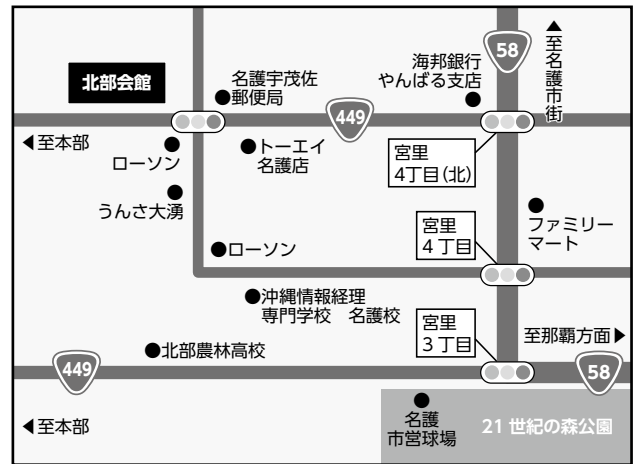 58
▲至名護市街
海邦銀行
やんばる支店
北部会館
名護宇茂佐
郵便局
449
◀至本部
ローソン
トーエイ
名護店
宮里
4丁目(北)
うんさ大湧
ファミリー
マート
ローソン
宮里
4丁目
沖縄情報経理
専門学校 名護校
宮里
3丁目
北部農林高校
至那覇方面▶
449
58
◀至本部
名護
市営球場
21世紀の森公園